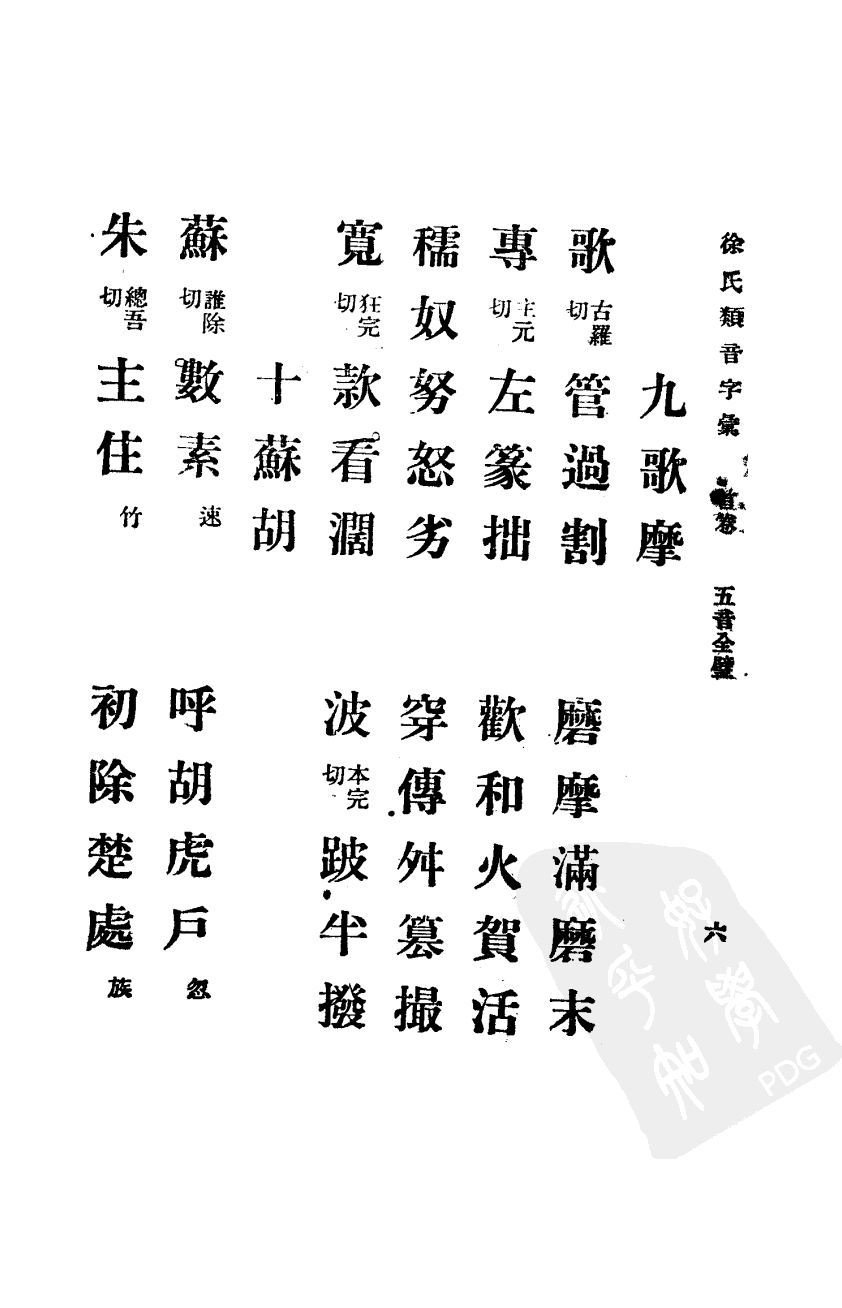 徐氏類音字彙 首卷 五音全璧 六
九歌摩
歌 古羅切 管過割 磨摩滿磨末
專 主元切 左篆拙 歡和火賀活
穤奴努怒劣 穿傳舛篡撮
寬 狂完切 款看濶 波 本完切 跛半撥
十蘇胡
蘇 誰除切 數素 速 呼胡虎戶 忽
朱 總吾切 主住 竹 初除楚處 族
PDG